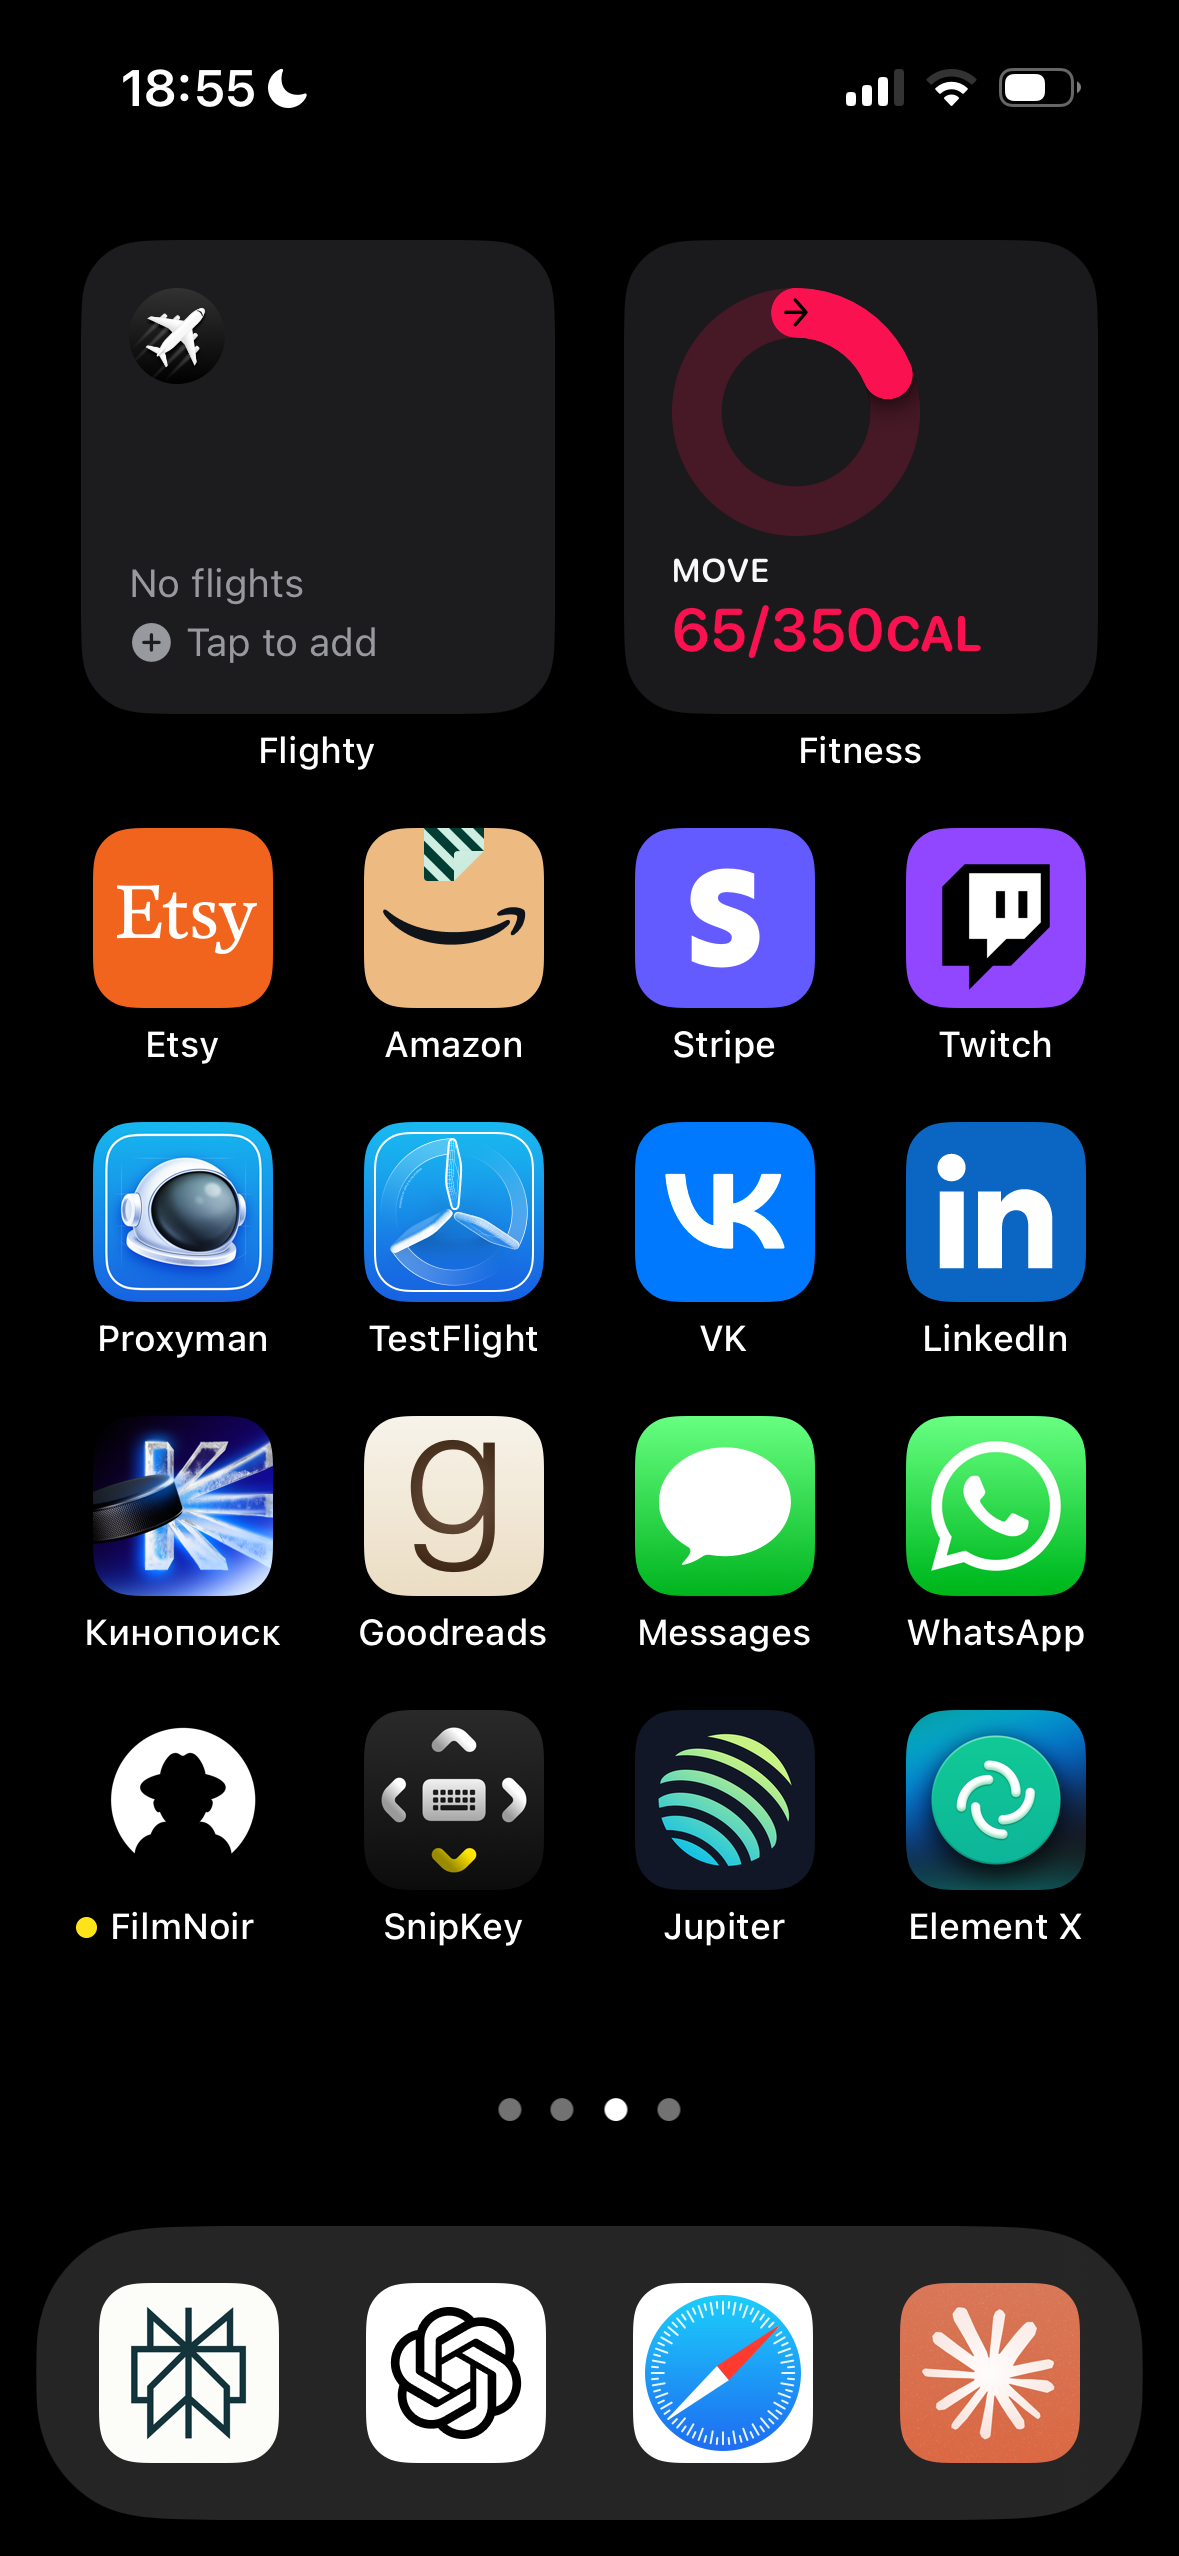 18:55
No flights
Tap to add
MOVE
65/350CAL
Flighty
Fitness
Etsy
Etsy
Amazon
Stripe
Twitch
Proxyman
TestFlight
VK
LinkedIn
Кинопоиск
Goodreads
Messages
WhatsApp
FilmNoir
SnipKey
Jupiter
Element X